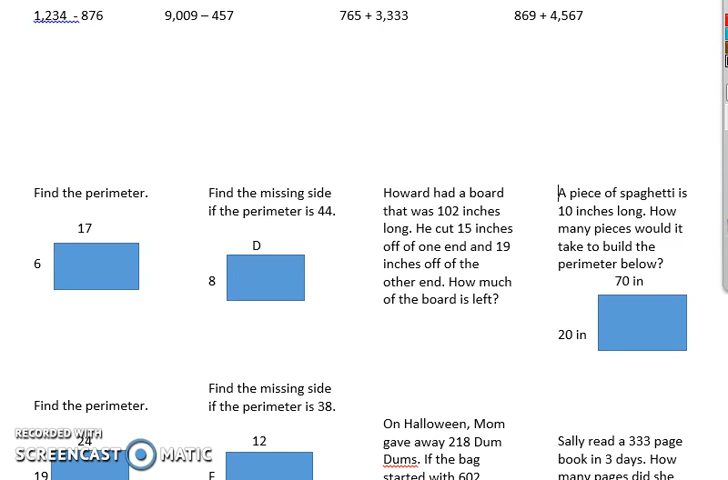 1,234 - 876
9,009 – 457
765 + 3,333
869 + 4,567
Find the perimeter.
17
6
Find the missing side
if the perimeter is 44.
D
8
Howard had a board
that was 102 inches
long. He cut 15 inches
off of one end and 19
inches off of the
other end. How much
of the board is left?
A piece of spaghetti is
10 inches long. How
many pieces would it
take to build the
perimeter below?
70 in
20 in
Find the perimeter.
24
19
Find the missing side
if the perimeter is 38.
12
F
On Halloween, Mom
gave away 218 Dum
Dums. If the bag
started with 602
Sally read a 333 page
book in 3 days. How
many pages did she
RECORDED WITH
SCREENCAST MATIC